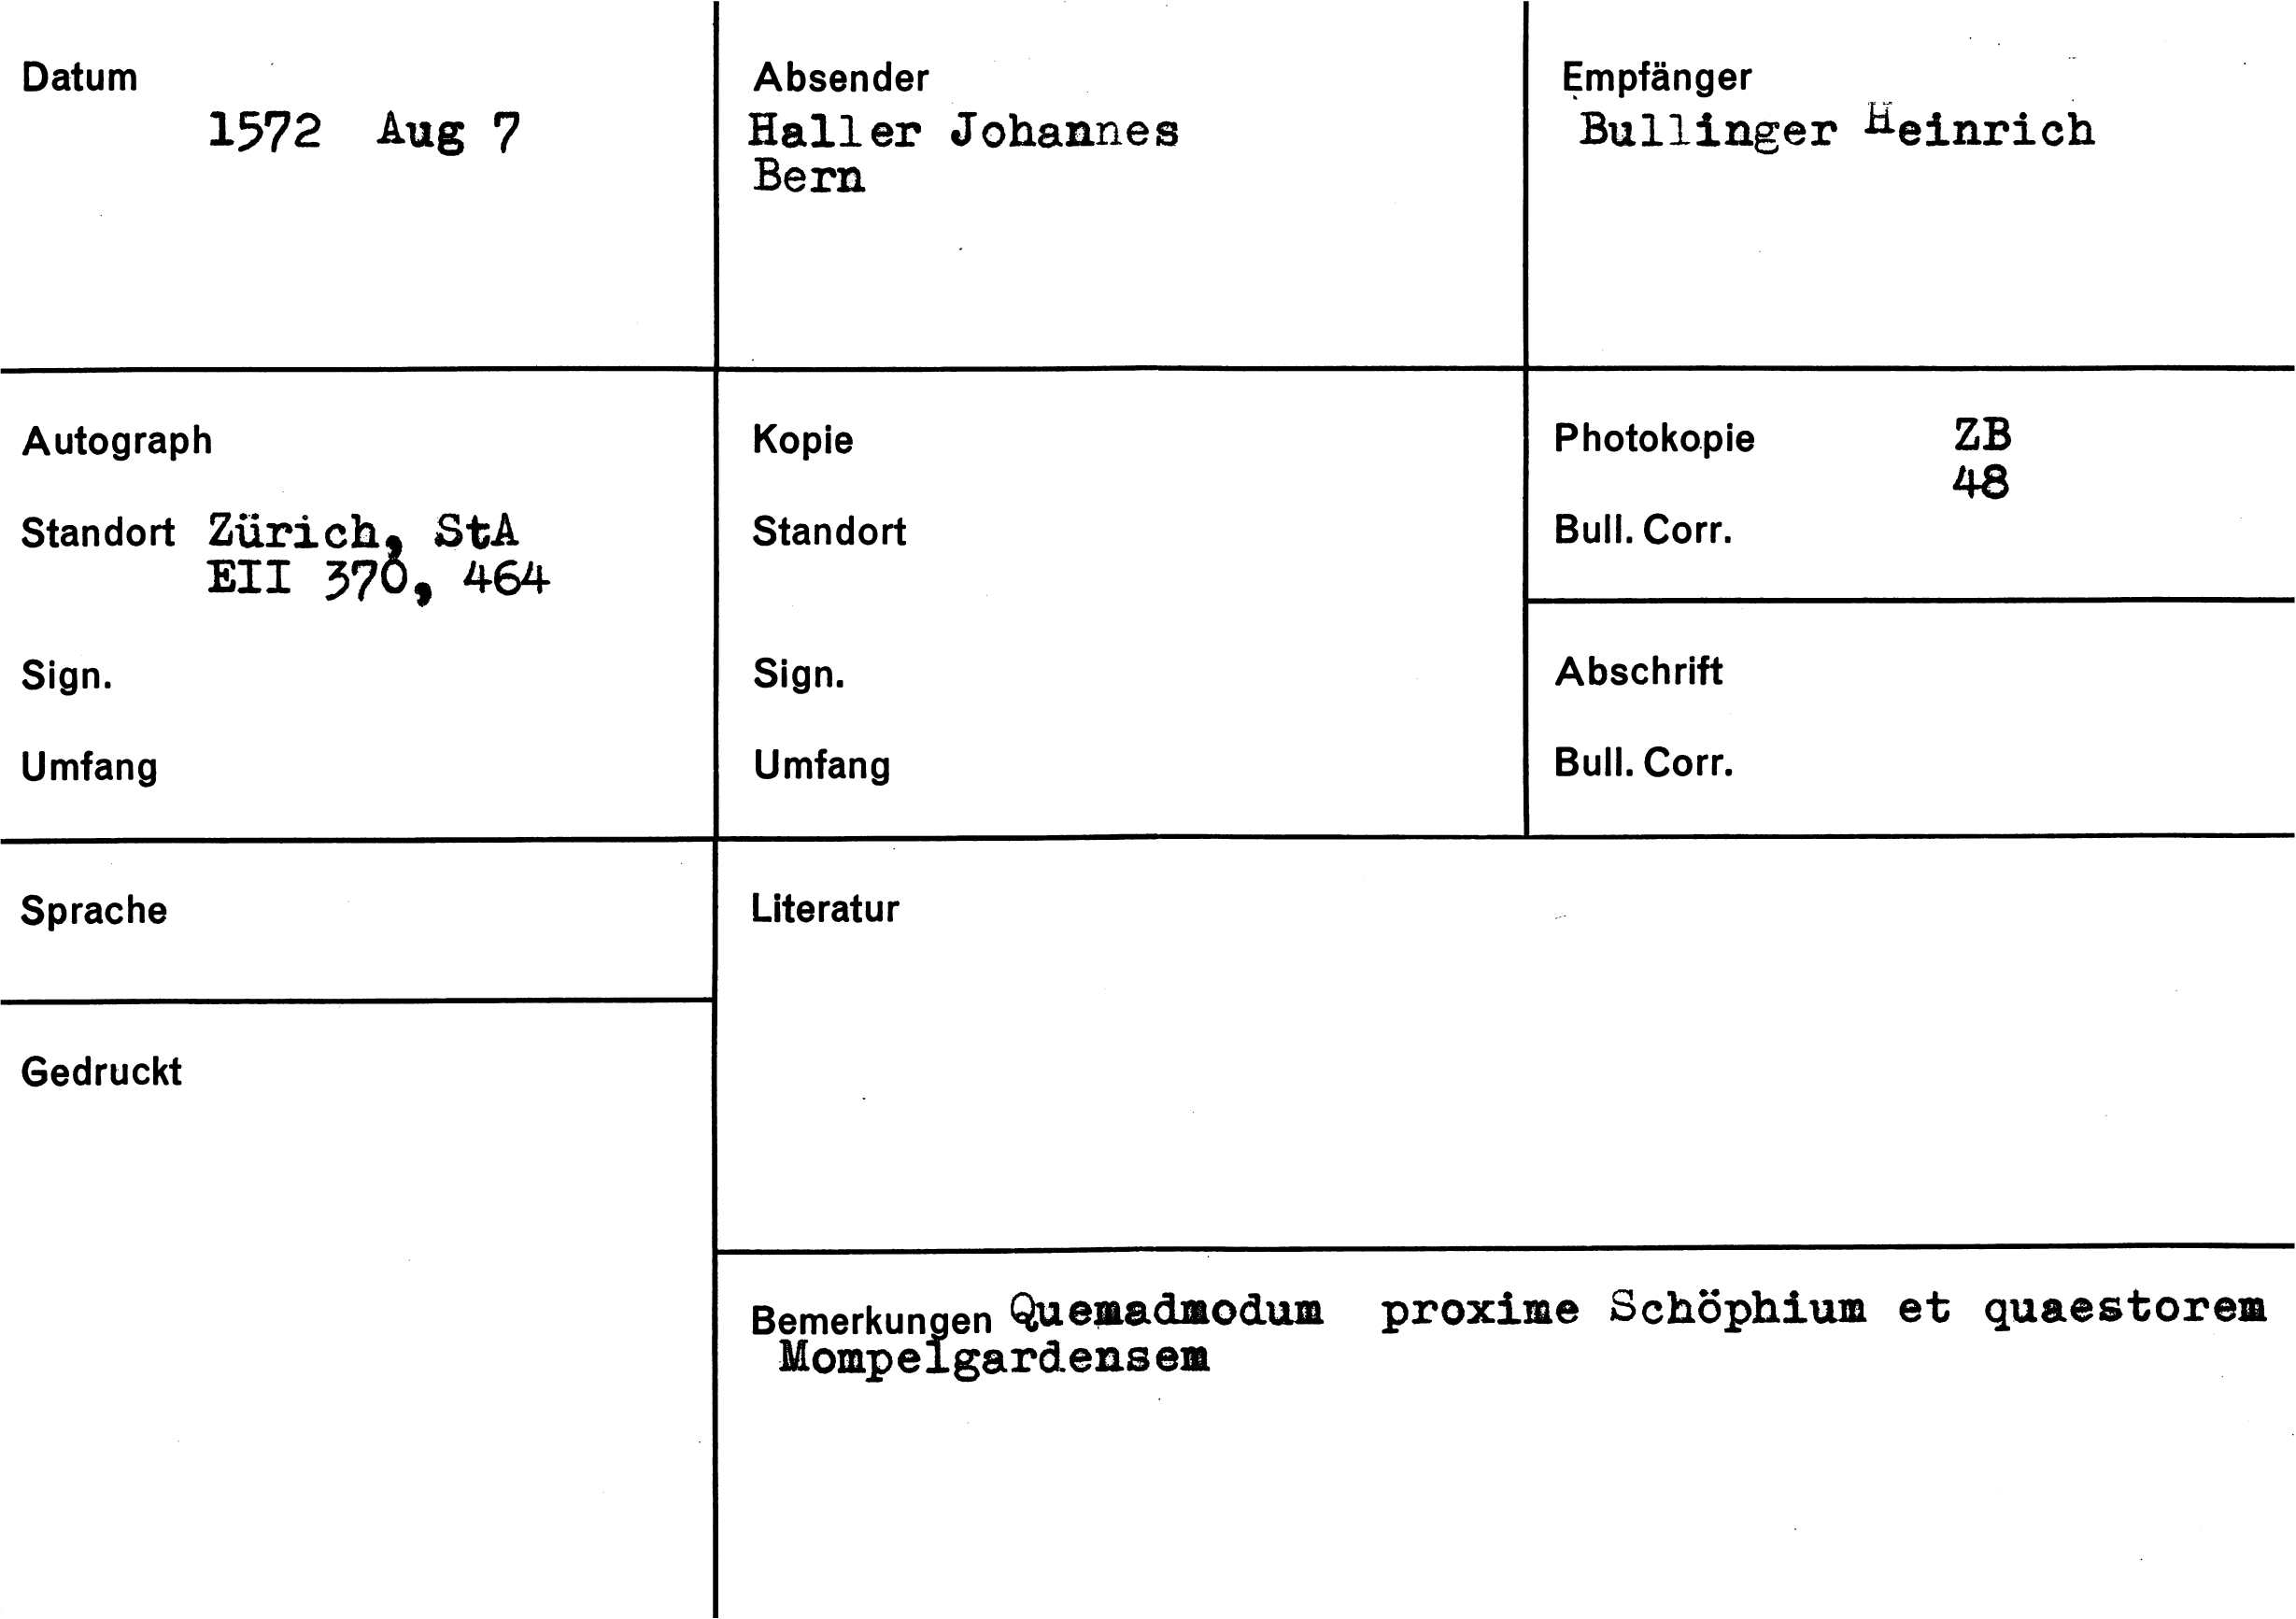 Datum
1572 Aug 7
Absender
Haller Johannes
Bern
Empfänger
Bullinger Heinrich
Autograph
Standort Zürich, StA
EII 370, 464
Sign.
Umfang
Kopie
Standort
Sign.
Umfang
Photokopie ZB
48
Bull. Corr.
Abschrift
Bull. Corr.
Sprache
Literatur
Gedruckt
Bemerkungen Quemadmodum proxime Schöphium et quaestorem
Mompelgardensem